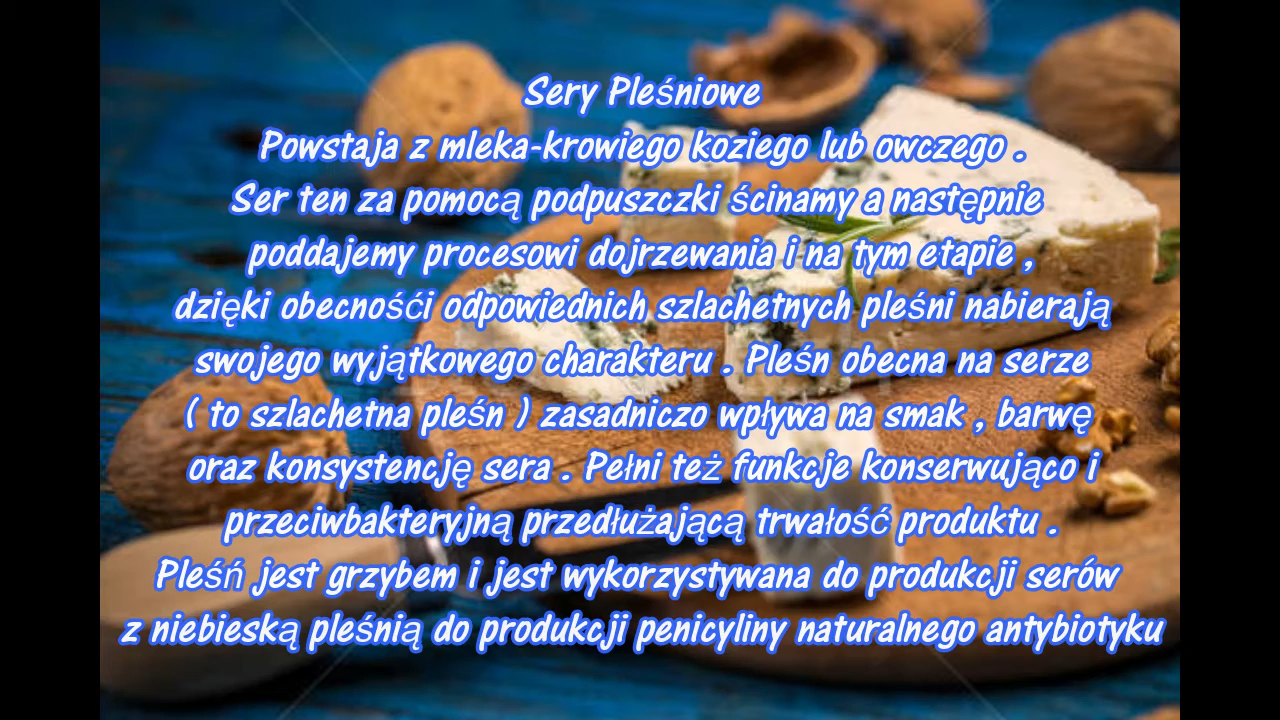 Sery Pleśniowe
Powstaja z mleka-krowiego koziego lub owczego .
Ser ten za pomocą podpuszczki ścinamy a następnie
poddajemy procesowi dojrzewania i na tym etapie ,
dzięki obecnośći odpowiednich szlachetnych pleśni nabierają
swojego wyjątkowego charakteru . Pleśn obecna na serze
( to szlachetna pleśn ) zasadniczo wpływa na smak , barwę
oraz konsystencję sera . Pełni też funkcje konserwująco i
przeciwbakteryjną przedłużającą trwałość produktu .
Pleśń jest grzybem i jest wykorzystywana do produkcji serów
z niebieską pleśnią do produkcji penicyliny naturalnego antybiotyku